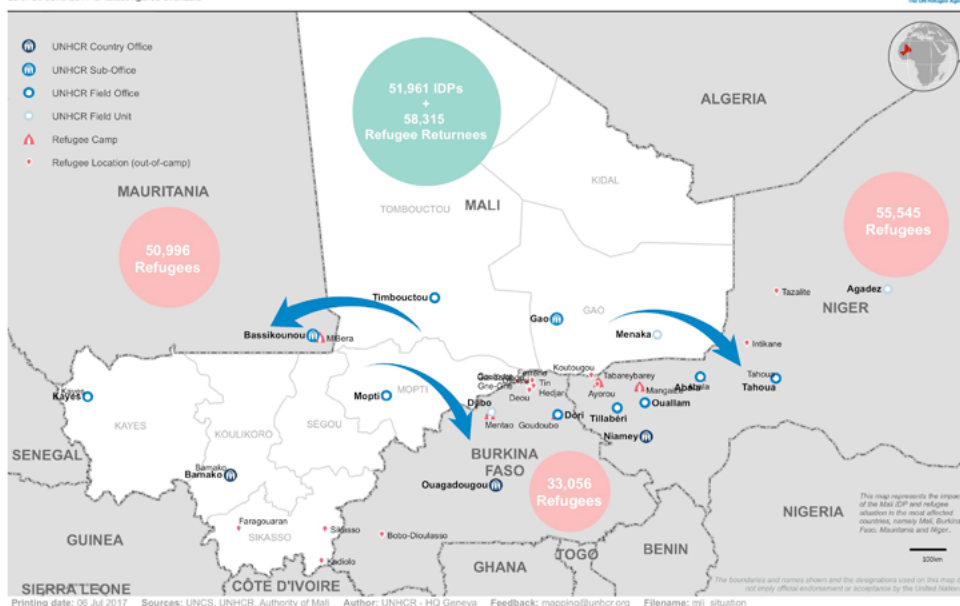 UNHCR Country Office
UNHCR Sub-Office
UNHCR Field Office
UNHCR Field Unit
Refugee Camp
Refugee Location (out-of-camp)
51,961 IDPs
+
58,315
Refugee Returnees
ALGERIA
MAURITANIA
50,996
Refugees
TOMBOUCTOU
MALI
KIDAL
55,545
Refugees
Tazalite
Agadez
NIGER
Timbouctou
Gao
GAO
Menaka
Bassikounou
M'Bera
Intikane
Koutougou
Tabareybarey
Tahoua
Tahoua
Ayorou
Mangaize
Abala
Ouallam
Tin
Hedjar
Deou
Gne-Gne
Kayes
Kayes
Mopti
MOPTI
Djibo
Mentao
Goudoubo
Dori
Tillabéri
Niamey
KAYES
KOULIKORO
SÉGOU
SENEGAL
Bamako
Bamako
BURKINA
FASO
Ouagadougou
33,056
Refugees
NIGERIA
This map represents the impact
of the Mali IDP and refugee
situation in the most affected
countries, namely Mali, Burkina
Faso, Mauritania and Niger.
Faragouaran
SIKASSO
Sikasso
Bobo-Dioulasso
Kadiolo
GUINEA
BENIN
TOGO
GHANA
100km
SIERRA LEONE
CÔTE D'IVOIRE
The boundaries and names shown and the designations used on this map do
not imply official endorsement or acceptance by the United Nations
Printing date: 06 Jul 2017 Sources: UNCS, UNHCR, Authority of Mali Author: UNHCR - HQ Geneva Feedback: mapping@unhcr.org Filename: mli_situation